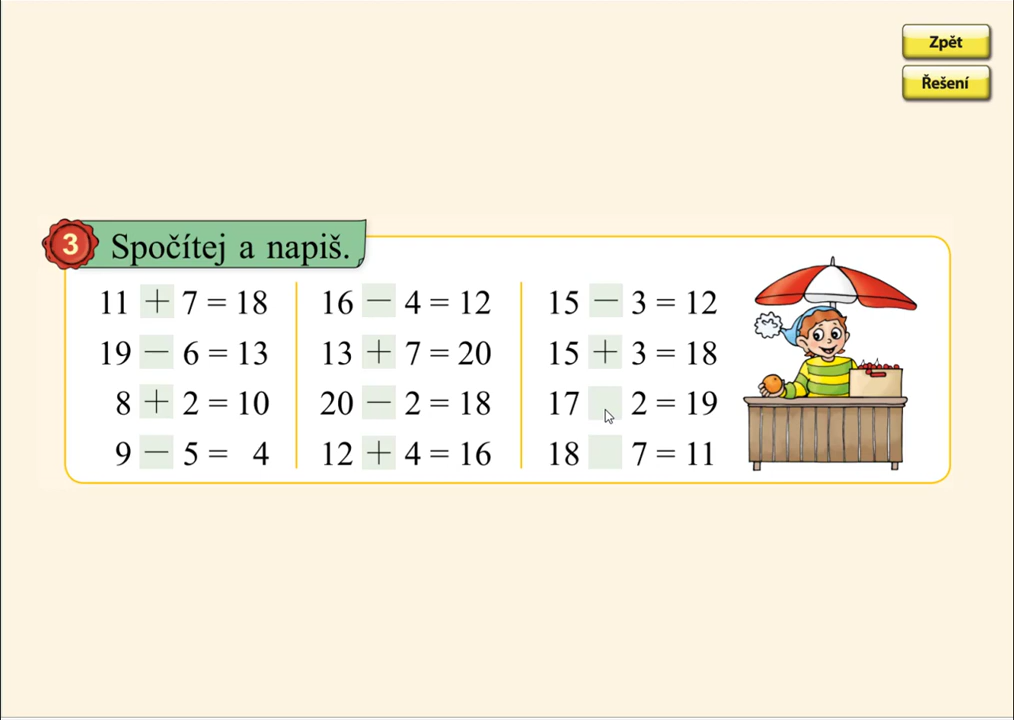 Zpět
Řešení
3 Spočítej a napiš.
11 + 7 = 18
19 − 6 = 13
8 + 2 = 10
9 − 5 = 4
16 − 4 = 12
13 + 7 = 20
20 − 2 = 18
12 + 4 = 16
15 − 3 = 12
15 + 3 = 18
17 2 = 19
18 7 = 11